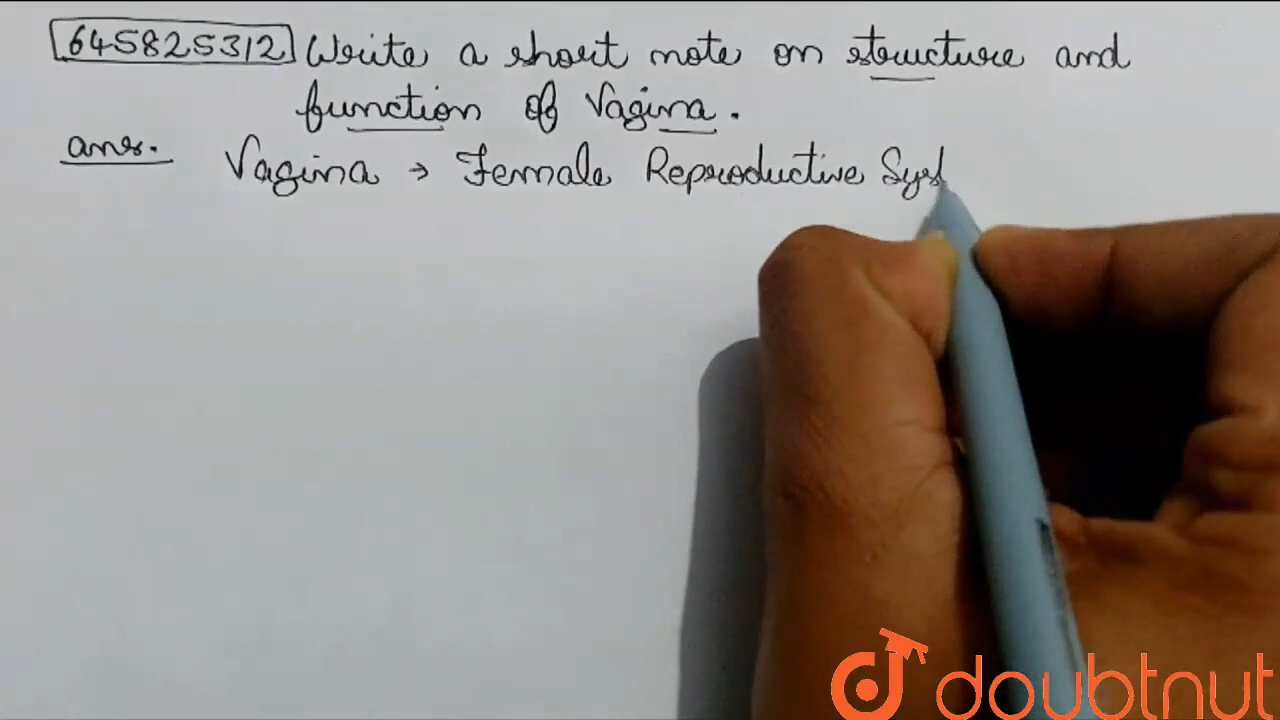 645825312 Write a short note on structure and
function of Vagina.
ans. Vagina → Female Reproductive Syst
doubtnut